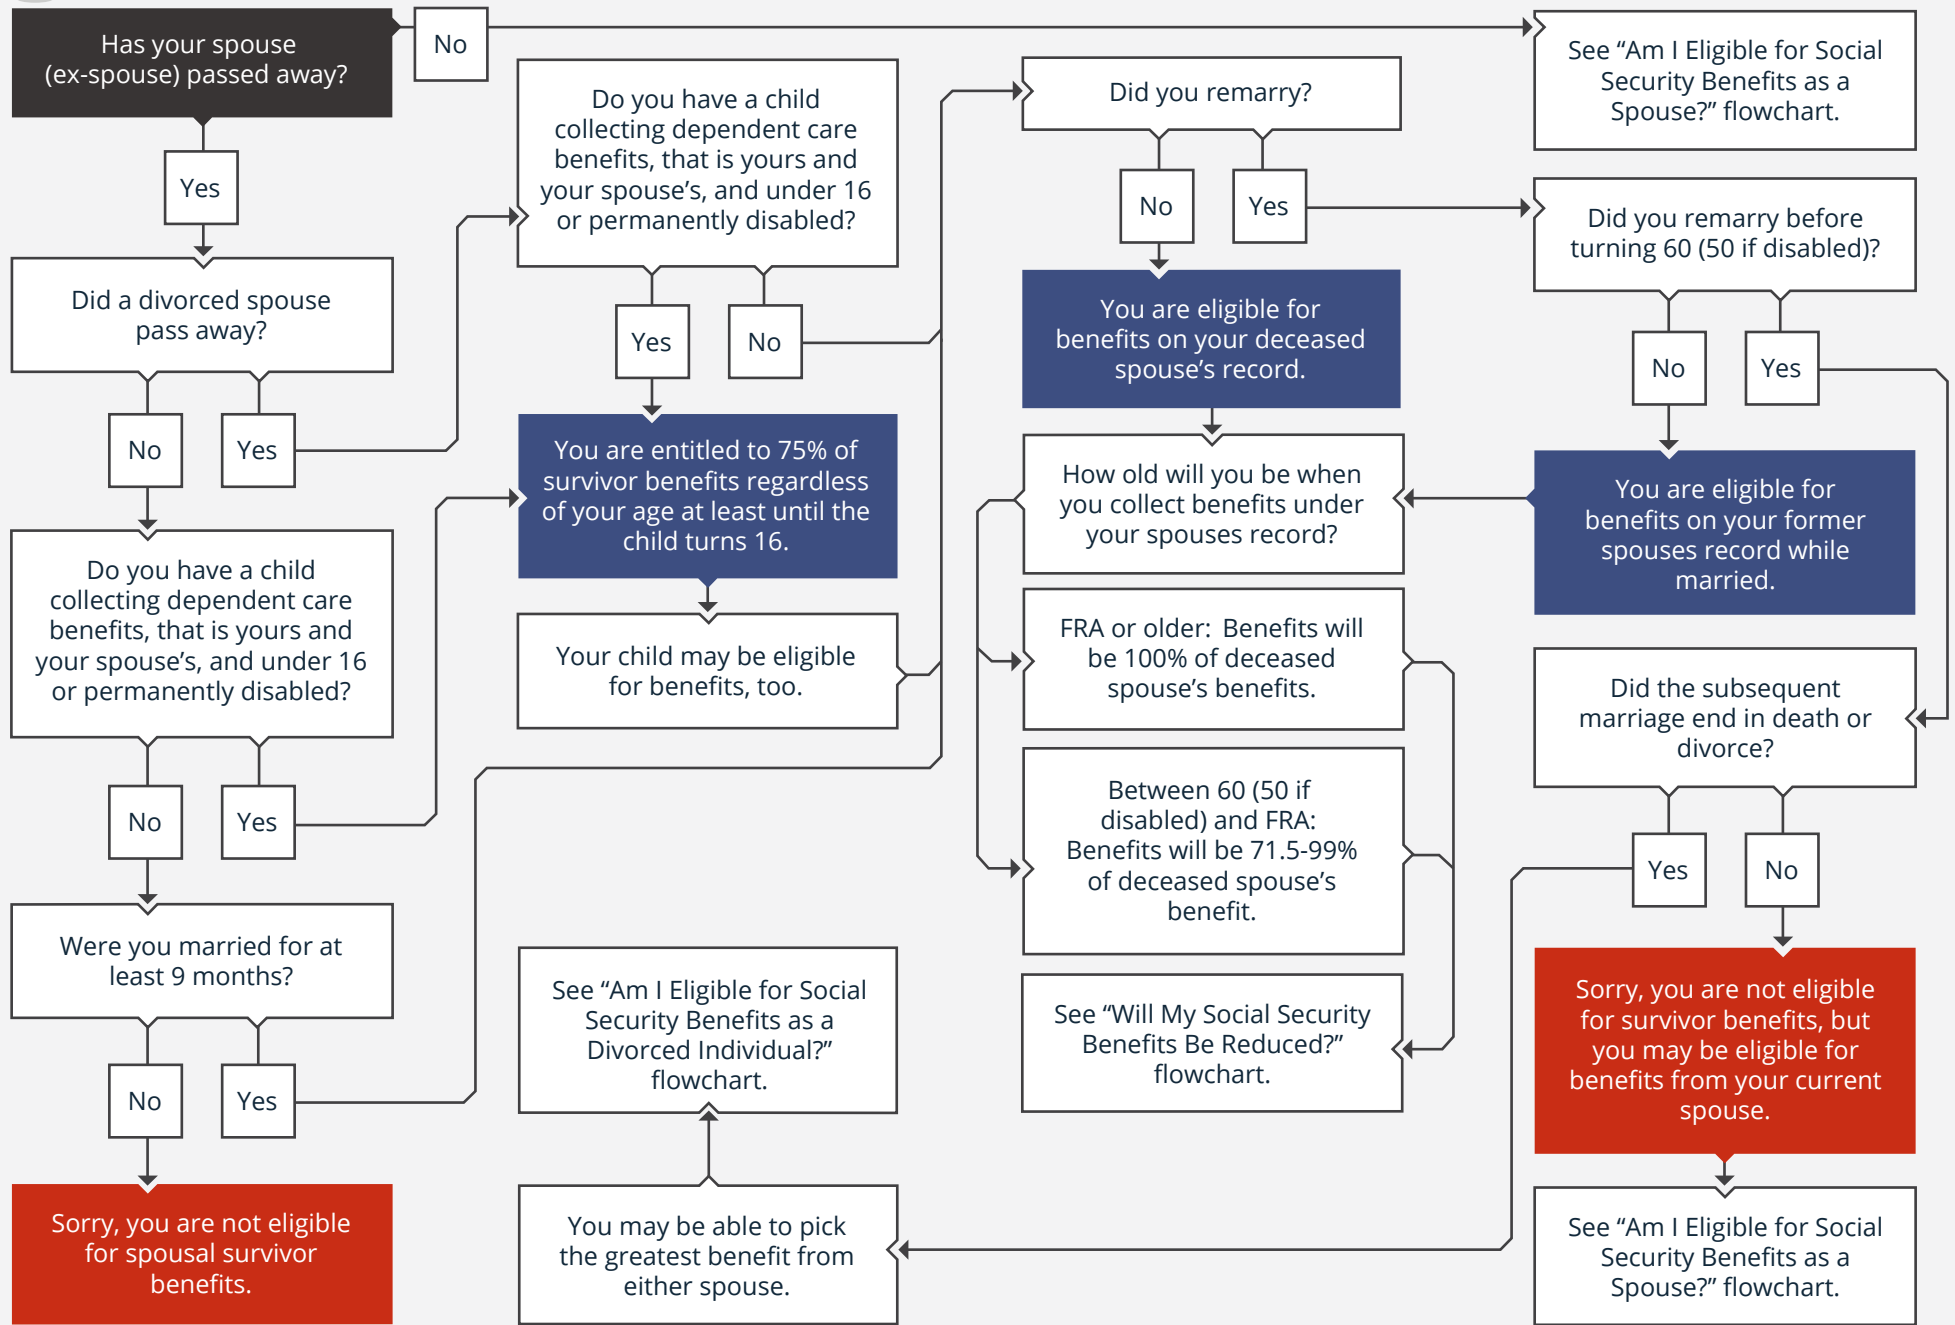 Has your spouse
(ex-spouse) passed away?
No
Yes
Did a divorced spouse
pass away?
No
Yes
Do you have a child
collecting dependent care
benefits, that is yours and
your spouse’s, and under 16
or permanently disabled?
No
Yes
Were you married for at
least 9 months?
No
Yes
Sorry, you are not eligible
for spousal survivor
benefits.
Do you have a child
collecting dependent care
benefits, that is yours and
your spouse’s, and under 16
or permanently disabled?
Yes
No
You are entitled to 75% of
survivor benefits regardless
of your age at least until the
child turns 16.
Your child may be eligible
for benefits, too.
See “Am I Eligible for Social
Security Benefits as a
Divorced Individual?”
flowchart.
You may be able to pick
the greatest benefit from
either spouse.
Did you remarry?
No
Yes
You are eligible for
benefits on your deceased
spouse’s record.
How old will you be when
you collect benefits under
your spouses record?
FRA or older:  Benefits will
be 100% of deceased
spouse’s benefits.
Between 60 (50 if
disabled) and FRA:
Benefits will be 71.5-99%
of deceased spouse’s
benefit.
See “Will My Social Security
Benefits Be Reduced?”
flowchart.
See “Am I Eligible for Social
Security Benefits as a
Spouse?” flowchart.
Did you remarry before
turning 60 (50 if disabled)?
No
Yes
You are eligible for
benefits on your former
spouses record while
married.
Did the subsequent
marriage end in death or
divorce?
Yes
No
Sorry, you are not eligible
for survivor benefits, but
you may be eligible for
benefits from your current
spouse.
See “Am I Eligible for Social
Security Benefits as a
Spouse?” flowchart.